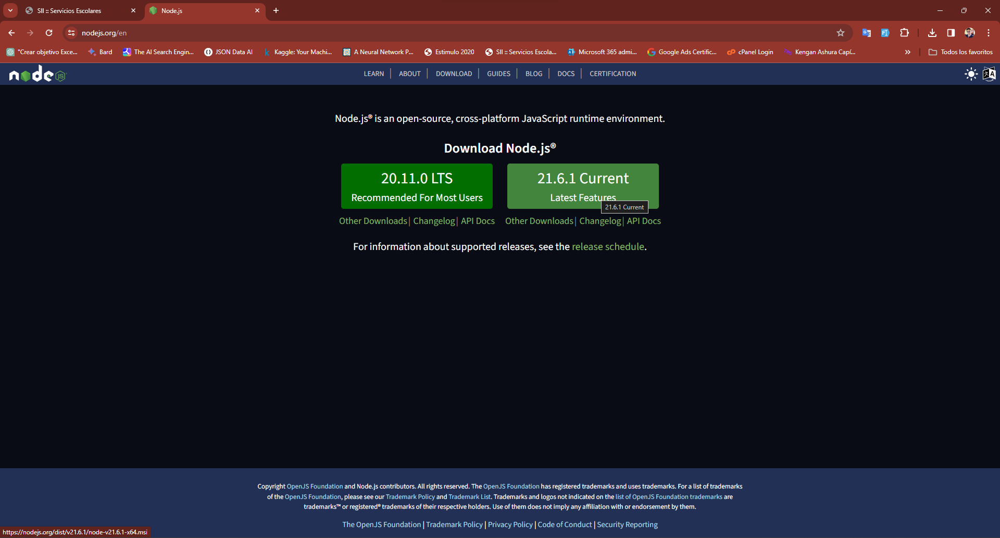 SII :: Servicios Escolares
Node.js
nodejs.org/en
"Crear objetivo Exce...
Bard
The AI Search Engin...
JSON Data AI
Kaggle: Your Machi...
A Neural Network P...
Estimulo 2020
SII :: Servicios Escola...
Microsoft 365 admi...
Google Ads Certific...
cPanel Login
Kengan Ashura Capí...
Todos los favoritos
node JS
LEARN | ABOUT | DOWNLOAD | GUIDES | BLOG | DOCS | CERTIFICATION
Node.js® is an open-source, cross-platform JavaScript runtime environment.
Download Node.js®
20.11.0 LTS
Recommended For Most Users
21.6.1 Current
Latest Features
21.6.1 Current
Other Downloads | Changelog | API Docs
Other Downloads | Changelog | API Docs
For information about supported releases, see the release schedule.
Copyright OpenJS Foundation and Node.js contributors. All rights reserved. The OpenJS Foundation has registered trademarks and uses trademarks. For a list of trademarks
of the OpenJS Foundation, please see our Trademark Policy and Trademark List. Trademarks and logos not indicated on the list of OpenJS Foundation trademarks are
trademarks™ or registered® trademarks of their respective holders. Use of them does not imply any affiliation with or endorsement by them.
The OpenJS Foundation | Trademark Policy | Privacy Policy | Code of Conduct | Security Reporting
https://nodejs.org/dist/v21.6.1/node-v21.6.1-x64.msi